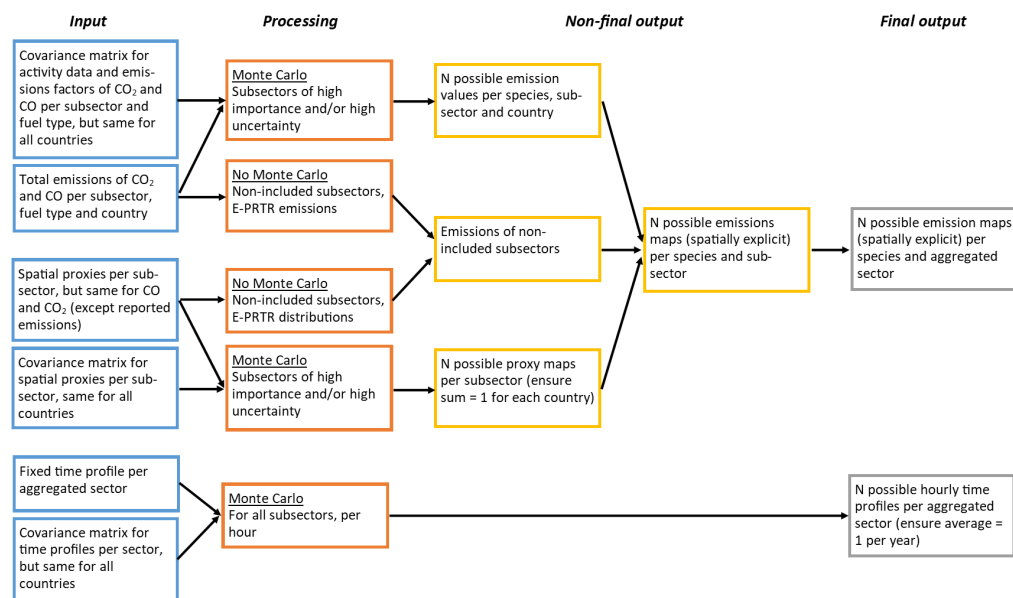 Input
Processing
Non-final output
Final output
Covariance matrix for
activity data and emis-
sions factors of CO₂ and
CO per subsector and
fuel type, but same for
all countries
Total emissions of CO₂
and CO per subsector,
fuel type and country
Spatial proxies per sub-
sector, but same for CO
and CO₂ (except reported
emissions)
Covariance matrix for
spatial proxies per sub-
sector, same for all
countries
Fixed time profile per
aggregated sector
Covariance matrix for
time profiles per sector,
but same for all
countries
Monte Carlo
Subsectors of high
importance and/or high
uncertainty
No Monte Carlo
Non-included subsectors,
E-PRTR emissions
No Monte Carlo
Non-included subsectors,
E-PRTR distributions
Monte Carlo
Subsectors of high
importance and/or high
uncertainty
Monte Carlo
For all subsectors, per
hour
N possible emission
values per species, sub-
sector and country
Emissions of non-
included subsectors
N possible proxy maps
per subsector (ensure
sum = 1 for each country)
N possible emissions
maps (spatially explicit)
per species and sub-
sector
N possible emission maps
(spatially explicit) per
species and aggregated
sector
N possible hourly time
profiles per aggregated
sector (ensure average =
1 per year)